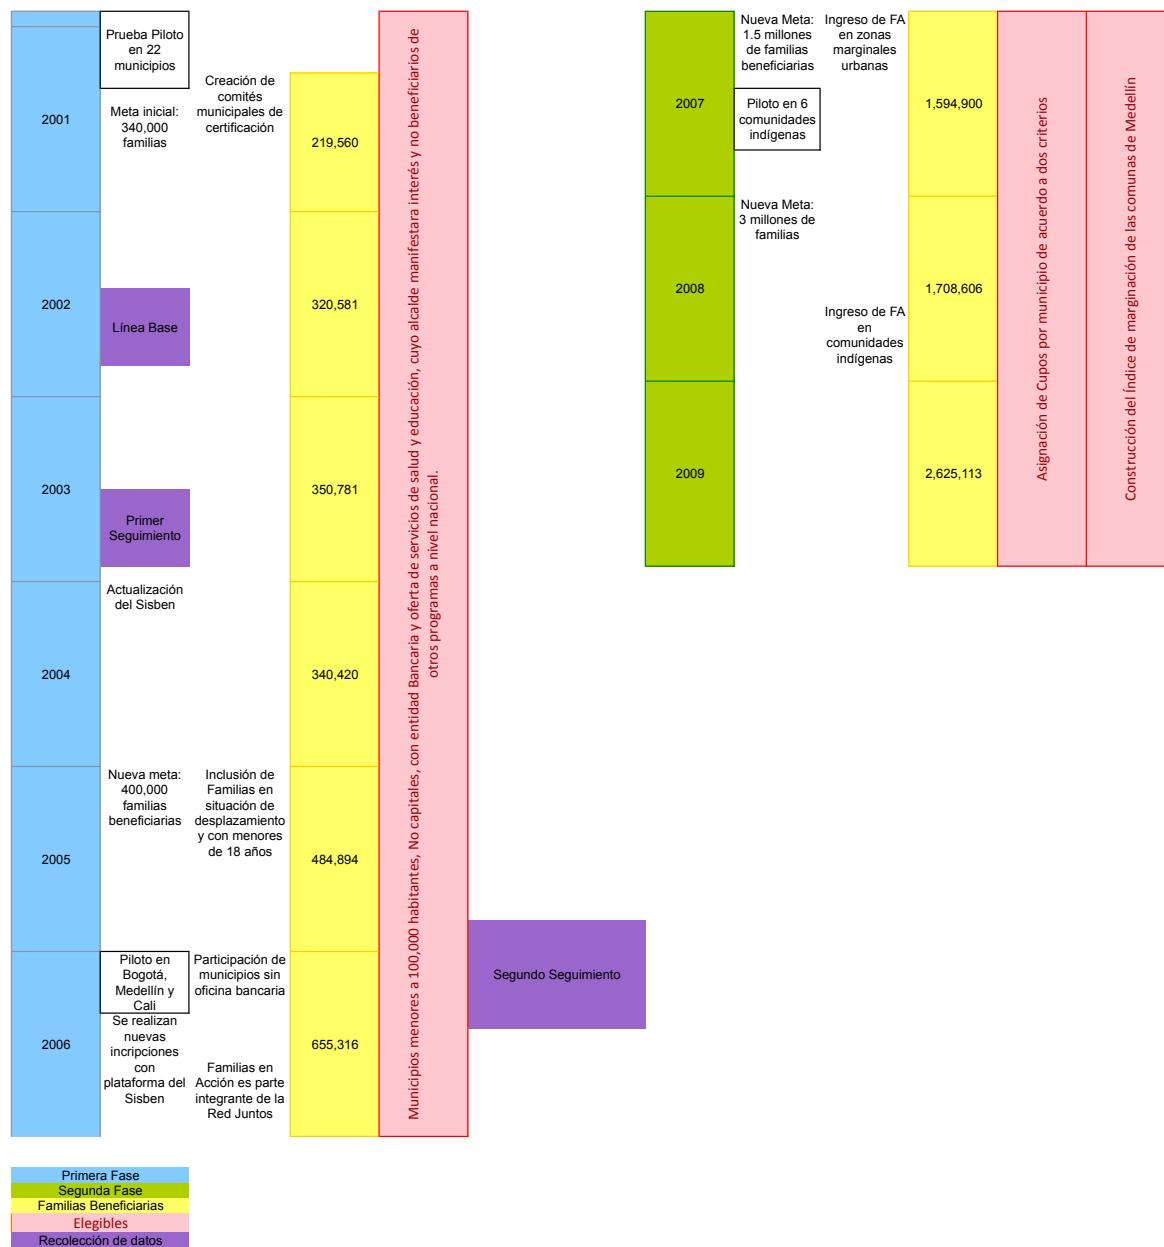 Prueba Piloto
en 22
municipios
2001
Meta inicial:
340,000
familias
Creación de
comités
municipales de
certificación
219,560
2002
Línea Base
320,581
2003
Primer
Seguimiento
350,781
Actualización
del Sisben
2004
340,420
Nueva meta:
400,000
familias
beneficiarias
Inclusión de
Familias en
situación de
desplazamiento
y con menores
de 18 años
2005
484,894
Piloto en
Bogotá,
Medellín y
Cali
Participación de
municipios sin
oficina bancaria
2006
Se realizan
nuevas
incripciones
con
plataforma del
Sisben
Familias en
Acción es parte
integrante de la
Red Juntos
655,316
Municipios menores a 100,000 habitantes, No capitales, con entidad Bancaria y oferta de servicios de salud y educación, cuyo alcalde manifestara interés y no beneficiarios de
otros programas a nivel nacional.
Segundo Seguimiento
2007
Nueva Meta:
1.5 millones
de familias
beneficiarias
Piloto en 6
comunidades
indígenas
Ingreso de FA
en zonas
marginales
urbanas
1,594,900
2008
Nueva Meta:
3 millones de
familias
Ingreso de FA
en
comunidades
indígenas
1,708,606
2009
2,625,113
Asignación de Cupos por municipio de acuerdo a dos criterios
Construcción del Índice de marginación de las comunas de Medellín
Primera Fase
Segunda Fase
Familias Beneficiarias
Elegibles
Recolección de datos